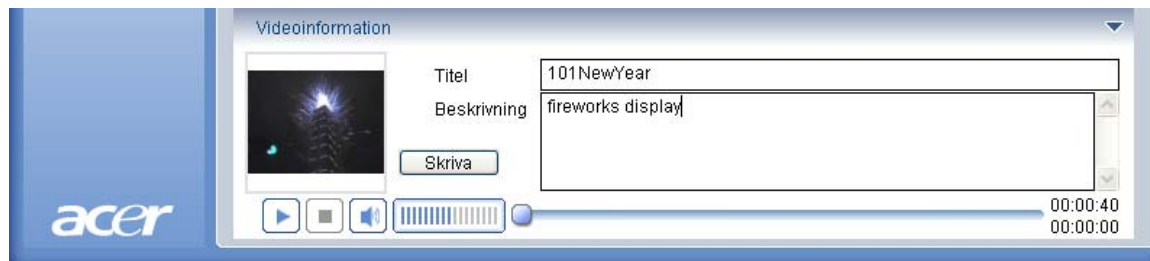 Videoinformation
Titel
101NewYear
Beskrivning
fireworks display
Skriva
acer
00:00:40
00:00:00